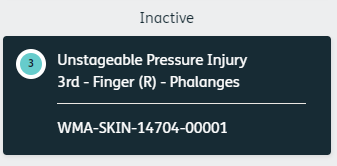 Inactive
3
Unstageable Pressure Injury
3rd - Finger (R) - Phalanges
WMA-SKIN-14704-00001